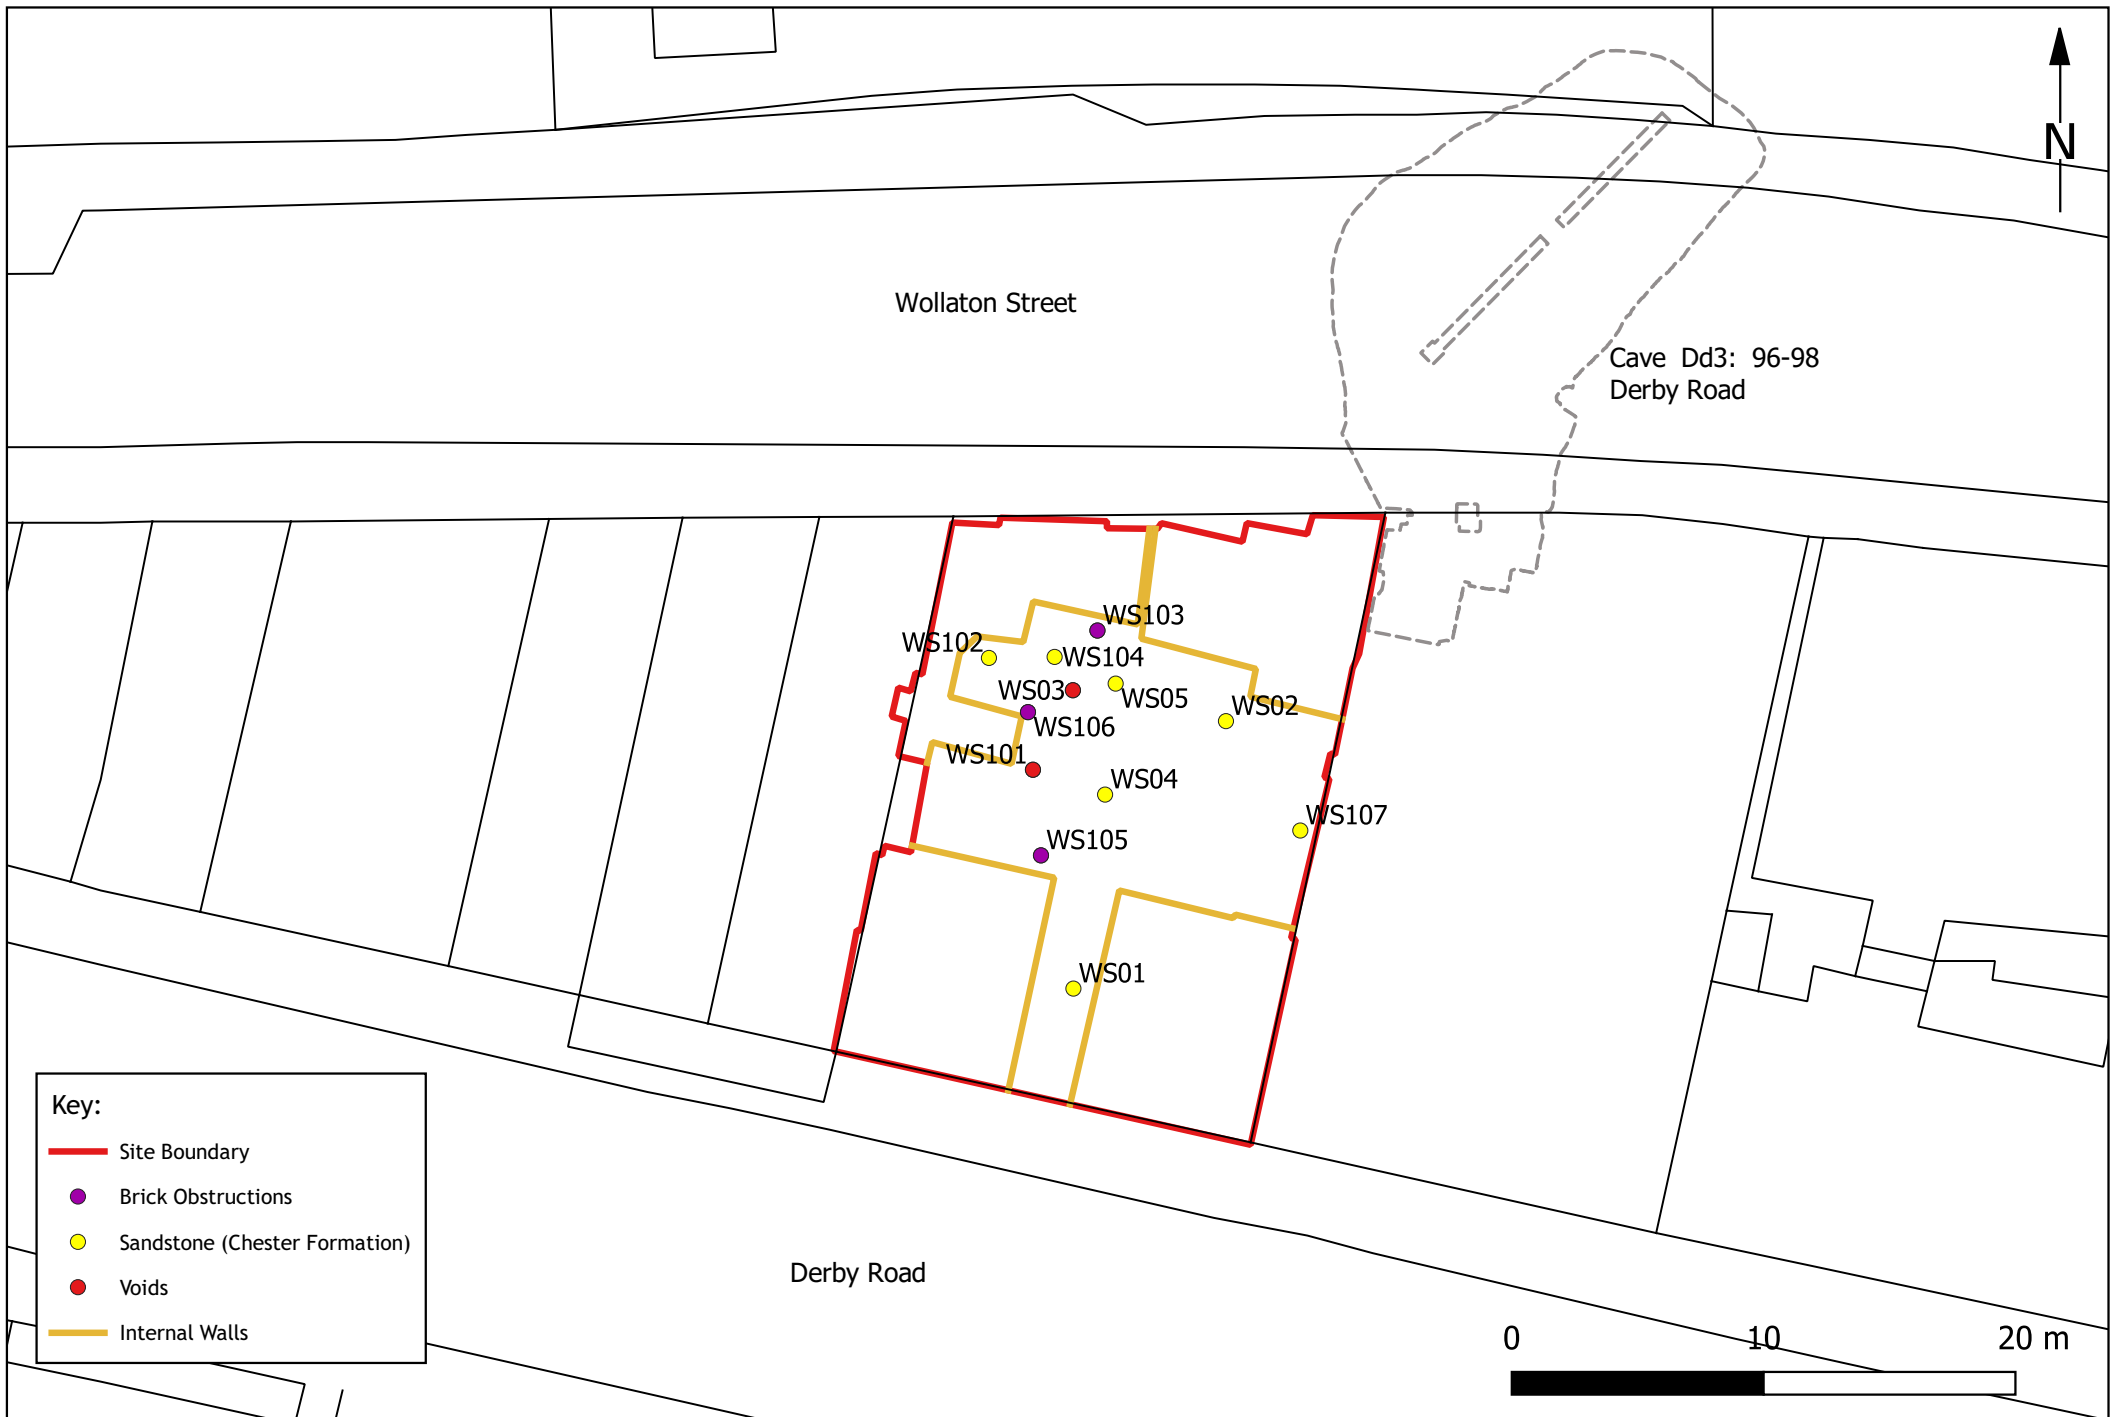 N
Wollaton Street
Cave Dd3: 96-98
Derby Road
WS103
WS102
WS104
WS03
WS05
WS02
WS106
WS101
WS04
WS107
WS105
WS01
Key:
Site Boundary
Brick Obstructions
Sandstone (Chester Formation)
Voids
Internal Walls
Derby Road
0 10 20 m